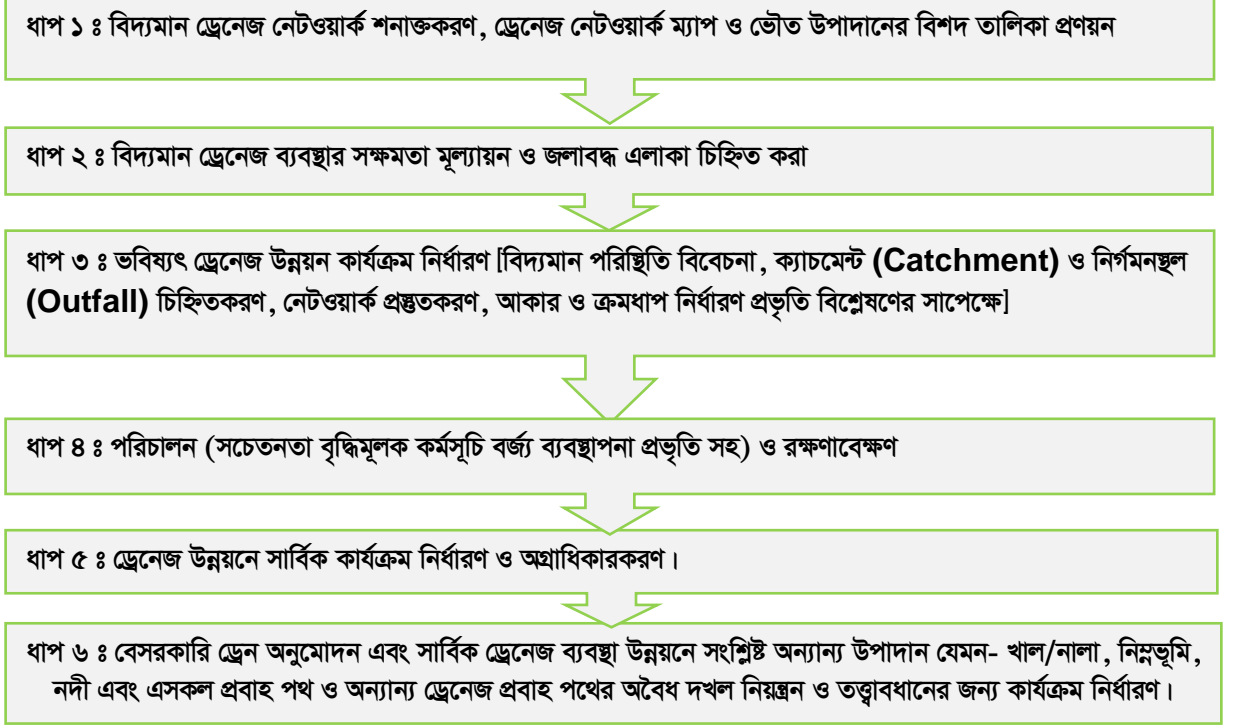 ধাপ ১ ঃ বিদ্যমান ড্রেনেজ নেটওয়ার্ক শনাক্তকরণ, ড্রেনেজ নেটওয়ার্ক ম্যাপ ও ভৌত উপাদানের বিশদ তালিকা প্রণয়ন
ধাপ ২ ঃ বিদ্যমান ড্রেনেজ ব্যবস্থার সক্ষমতা মূল্যায়ন ও জলাবদ্ধ এলাকা চিহ্নিত করা
ধাপ ৩ ঃ ভবিষ্যৎ ড্রেনেজ উন্নয়ন কার্যক্রম নির্ধারণ [বিদ্যমান পরিস্থিতি বিবেচনা, ক্যাচমেন্ট (Catchment) ও নির্গমনস্থল
(Outfall) চিহ্নিতকরণ, নেটওয়ার্ক প্রস্তুতকরণ, আকার ও ক্রমধাপ নির্ধারণ প্রভৃতি বিশ্লেষণের সাপেক্ষে]
ধাপ ৪ ঃ পরিচালন (সচেতনতা বৃদ্ধিমূলক কর্মসূচি বর্জ্য ব্যবস্থাপনা প্রভৃতি সহ) ও রক্ষণাবেক্ষণ
ধাপ ৫ ঃ ড্রেনেজ উন্নয়নে সার্বিক কার্যক্রম নির্ধারণ ও অগ্রাধিকারকরণ।
ধাপ ৬ ঃ বেসরকারি ড্রেন অনুমোদন এবং সার্বিক ড্রেনেজ ব্যবস্থা উন্নয়নে সংশ্লিষ্ট অন্যান্য উপাদান যেমন- খাল/নালা, নিম্নভূমি,
নদী এবং এসকল প্রবাহ পথ ও অন্যান্য ড্রেনেজ প্রবাহ পথের অবৈধ দখল নিয়ন্ত্রন ও তত্ত্বাবধানের জন্য কার্যক্রম নির্ধারণ।